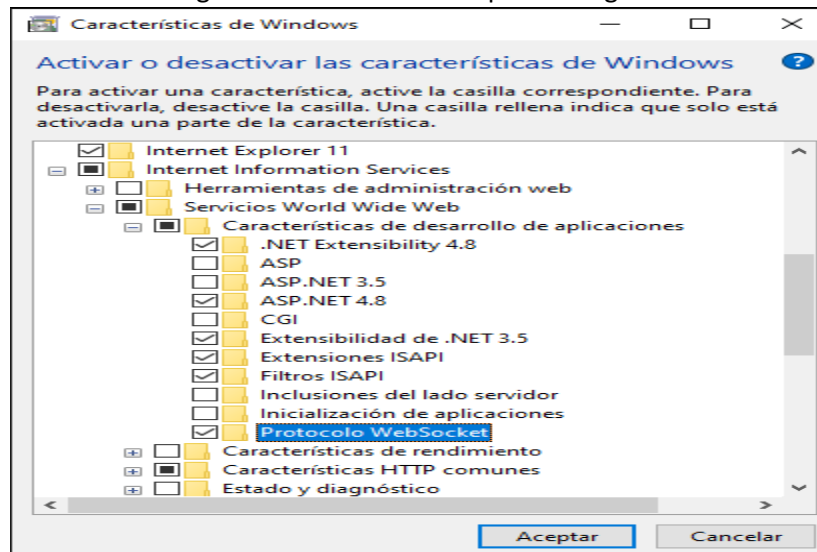 Características de Windows
Activar o desactivar las características de Windows
Para activar una característica, active la casilla correspondiente. Para
desactivarla, desactive la casilla. Una casilla rellena indica que solo está
activada una parte de la característica.
Internet Explorer 11
Internet Information Services
Herramientas de administración web
Servicios World Wide Web
Características de desarrollo de aplicaciones
.NET Extensibility 4.8
ASP
ASP.NET 3.5
ASP.NET 4.8
CGI
Extensibilidad de .NET 3.5
Extensiones ISAPI
Filtros ISAPI
Inclusiones del lado servidor
Inicialización de aplicaciones
Protocolo WebSocket
Características de rendimiento
Características HTTP comunes
Estado y diagnóstico
Aceptar Cancelar